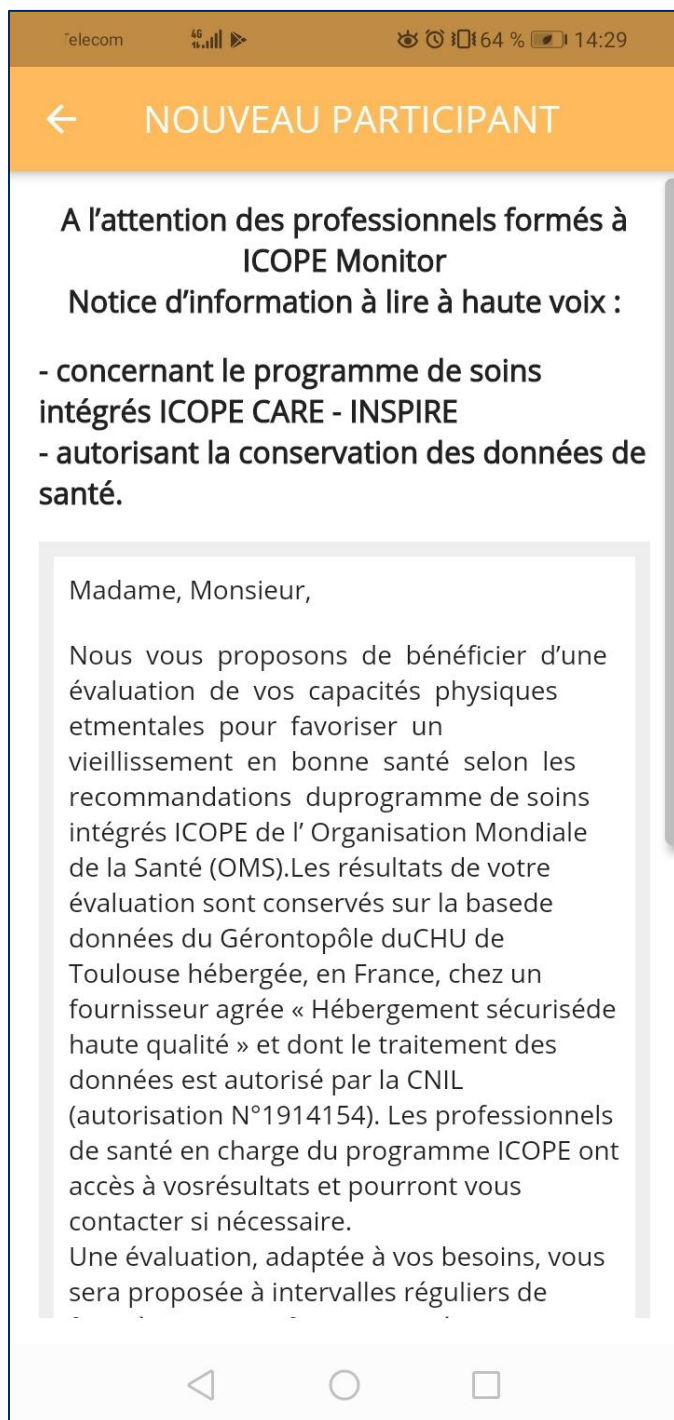 elecom 46 64 % 14:29
NOUVEAU PARTICIPANT
A l'attention des professionnels formés à
ICOPE Monitor
Notice d'information à lire à haute voix :
- concernant le programme de soins
intégrés ICOPE CARE - INSPIRE
- autorisant la conservation des données de
santé.
Madame, Monsieur,
Nous vous proposons de bénéficier d'une
évaluation de vos capacités physiques
etmentales pour favoriser un
vieillissement en bonne santé selon les
recommandations duprogramme de soins
intégrés ICOPE de l' Organisation Mondiale
de la Santé (OMS).Les résultats de votre
évaluation sont conservés sur la basede
données du Gérontopôle duCHU de
Toulouse hébergée, en France, chez un
fournisseur agrée « Hébergement sécuriséde
haute qualité » et dont le traitement des
données est autorisé par la CNIL
(autorisation N°1914154). Les professionnels
de santé en charge du programme ICOPE ont
accès à vosrésultats et pourront vous
contacter si nécessaire.
Une évaluation, adaptée à vos besoins, vous
sera proposée à intervalles réguliers de